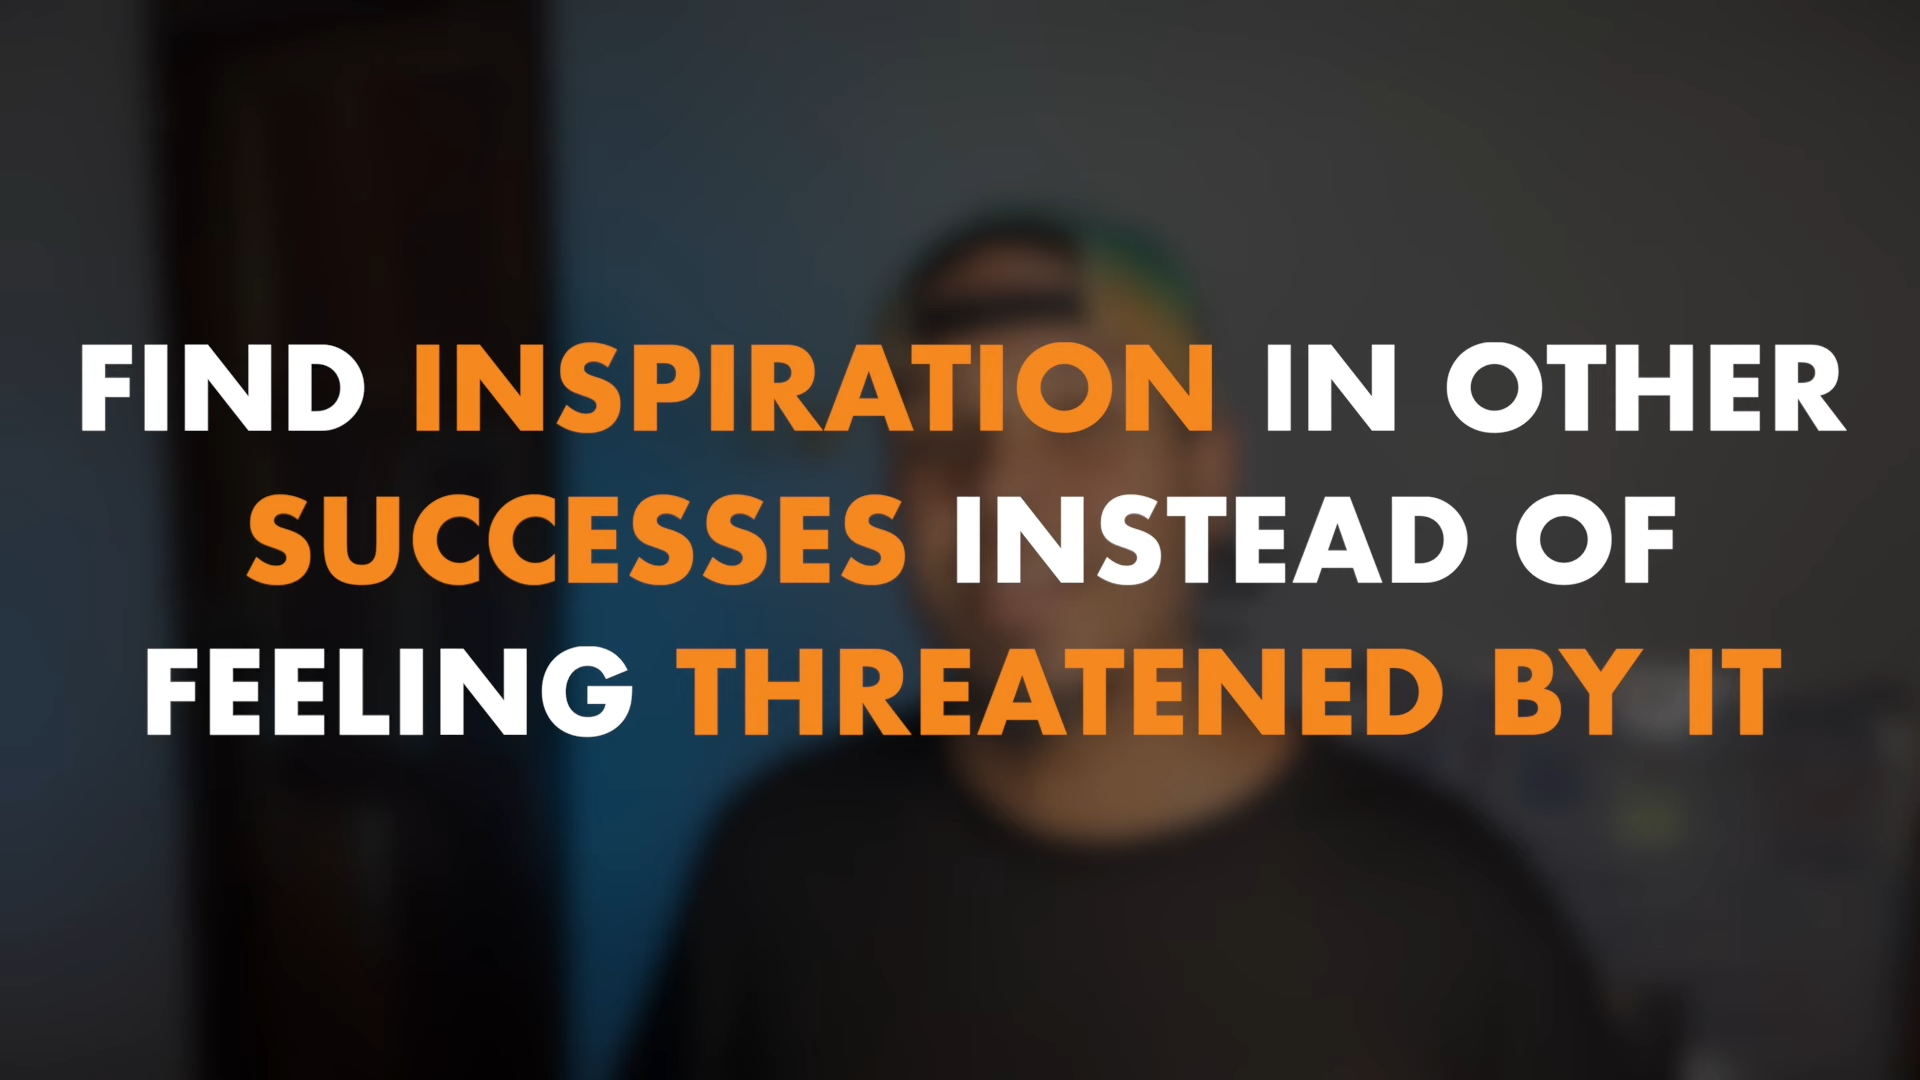 FIND INSPIRATION IN OTHER
SUCCESSES INSTEAD OF
FEELING THREATENED BY IT